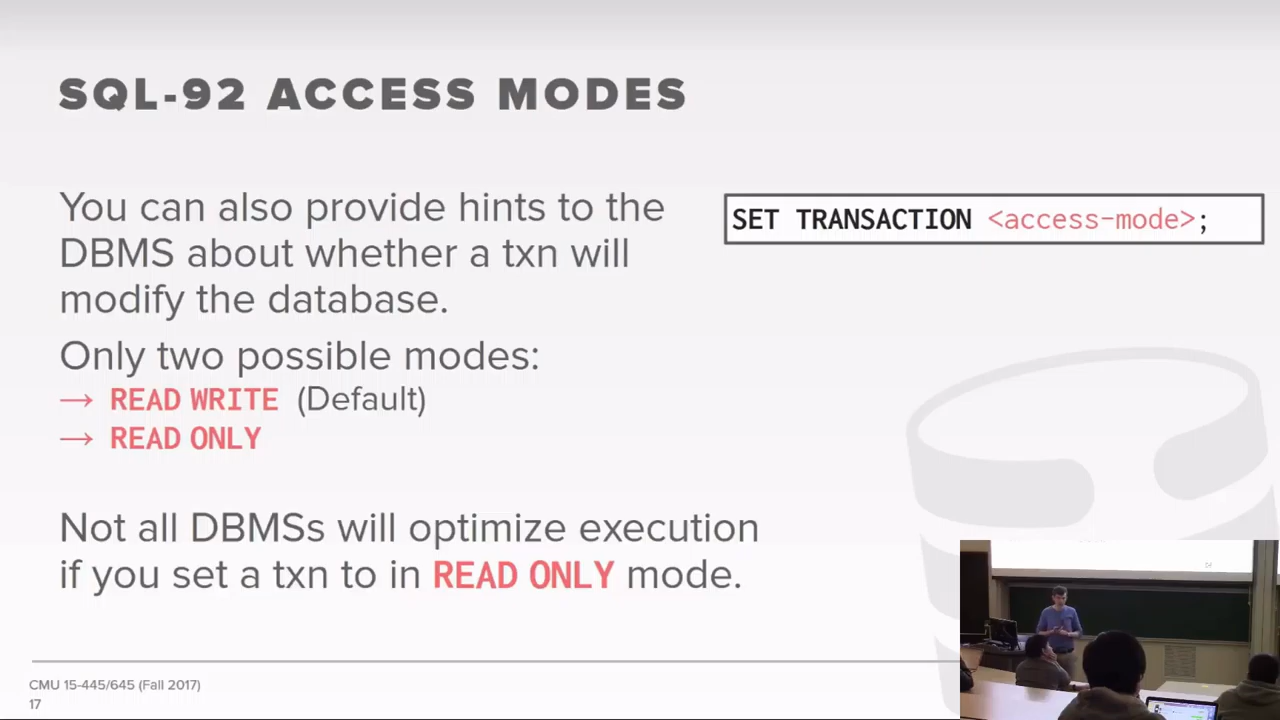 SQL-92 ACCESS MODES
You can also provide hints to the
DBMS about whether a txn will
modify the database.
SET TRANSACTION <access-mode>;
Only two possible modes:
→ READ WRITE (Default)
→ READ ONLY
Not all DBMSs will optimize execution
if you set a txn to in READ ONLY mode.
CMU 15-445/645 (Fall 2017)
17